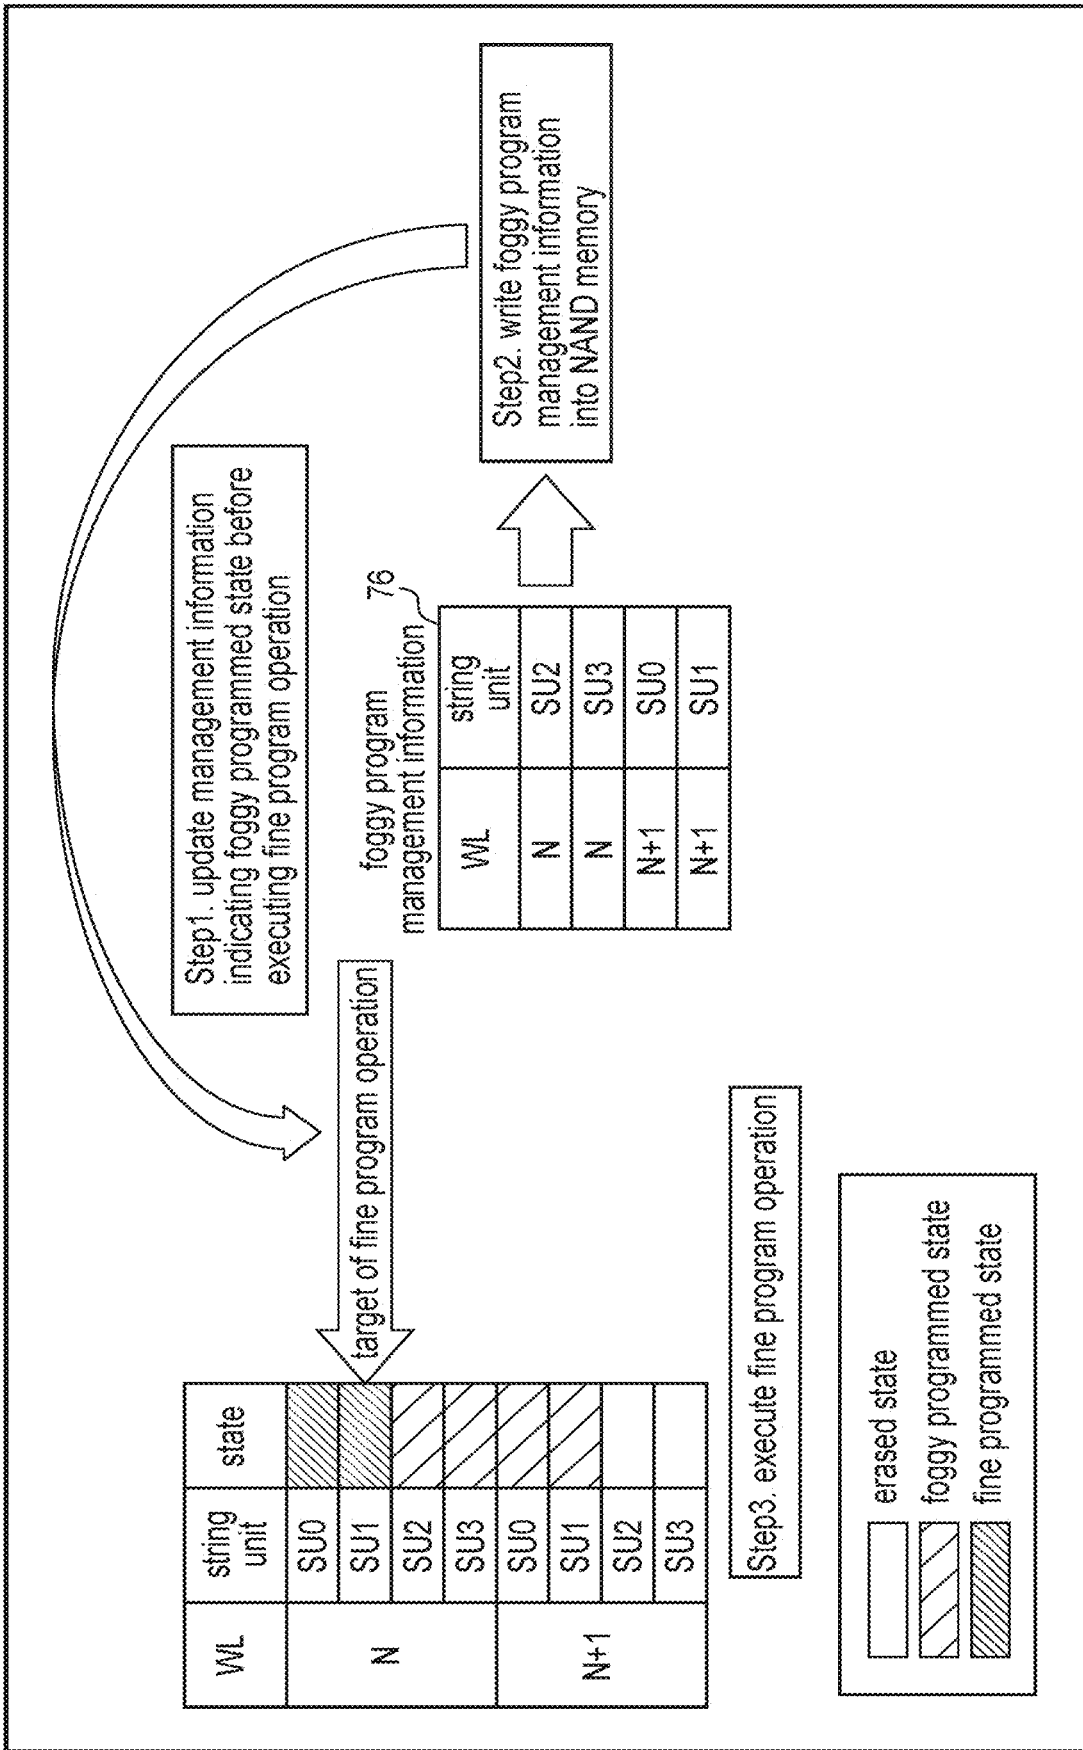 Step1. update management information
indicating foggy programmed state before
executing fine program operation
WL
string
unit
state
N
SU0
SU1
SU2
SU3
N+1
SU0
SU1
SU2
SU3
target of fine program operation
foggy program
management information
76
WL
string
unit
N
SU2
N
SU3
N+1
SU0
N+1
SU1
Step2. write foggy program
management information
into NAND memory
Step3. execute fine program operation
erased state
foggy programmed state
fine programmed state